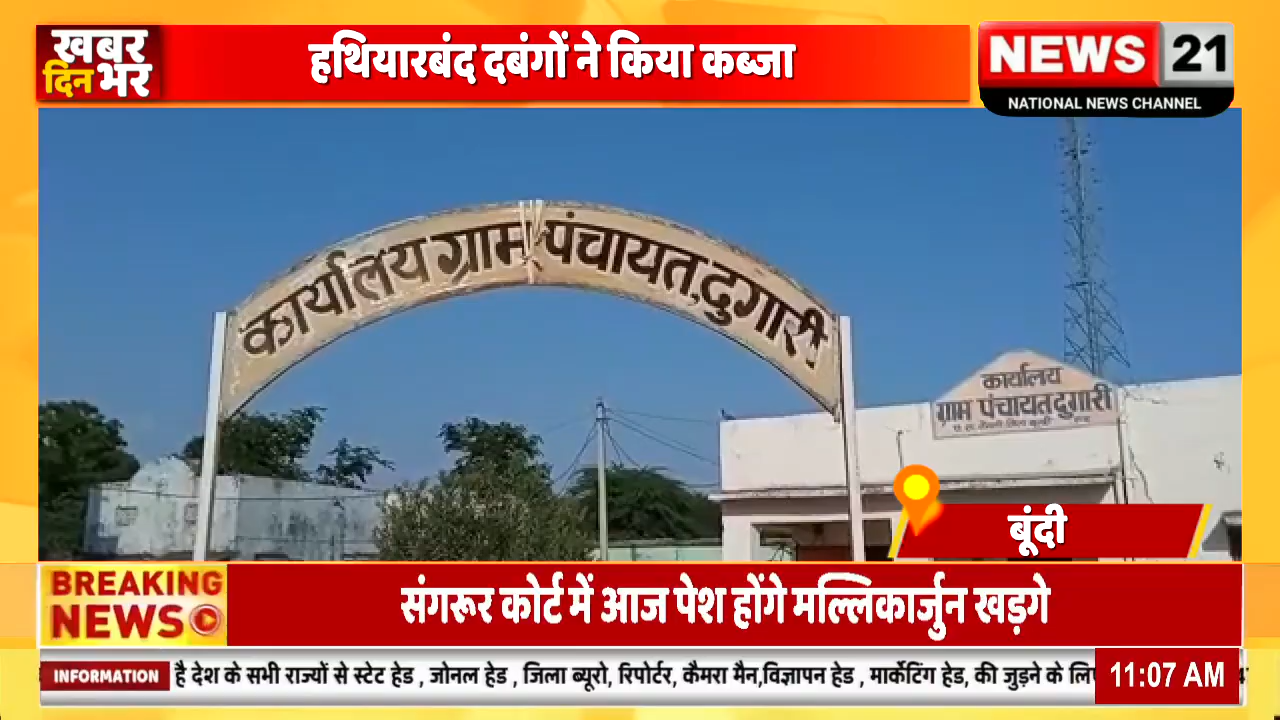 खबर
दिन भर
हथियारबंद दबंगों ने किया कब्जा
NEWS 21
NATIONAL NEWS CHANNEL
कार्यालय ग्राम पंचायत,दुगारी
कार्यालय
ग्राम पंचायत दुगारी
बूंदी
BREAKING
NEWS
संगरूर कोर्ट में आज पेश होंगे मल्लिकार्जुन खड़गे
INFORMATION
है देश के सभी राज्यों से स्टेट हेड , जोनल हेड , जिला ब्यूरो, रिपोर्टर, कैमरा मैन,विज्ञापन हेड , मार्केटिंग हेड, की जुड़ने के
11:07 AM